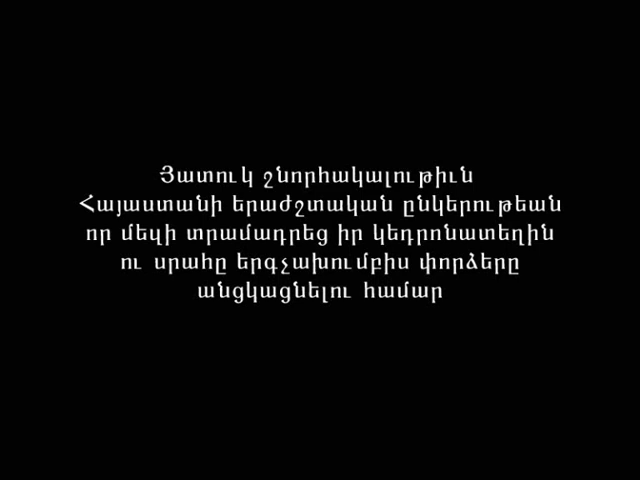 Յատուկ շնորհակալութիւն
Հայաստանի երաժշտական ընկերութեան
որ մեզի տրամադրեց իր կեդրոնատեղին
ու սրահը երգչախումբիս փորձերը
անցկացնելու համար